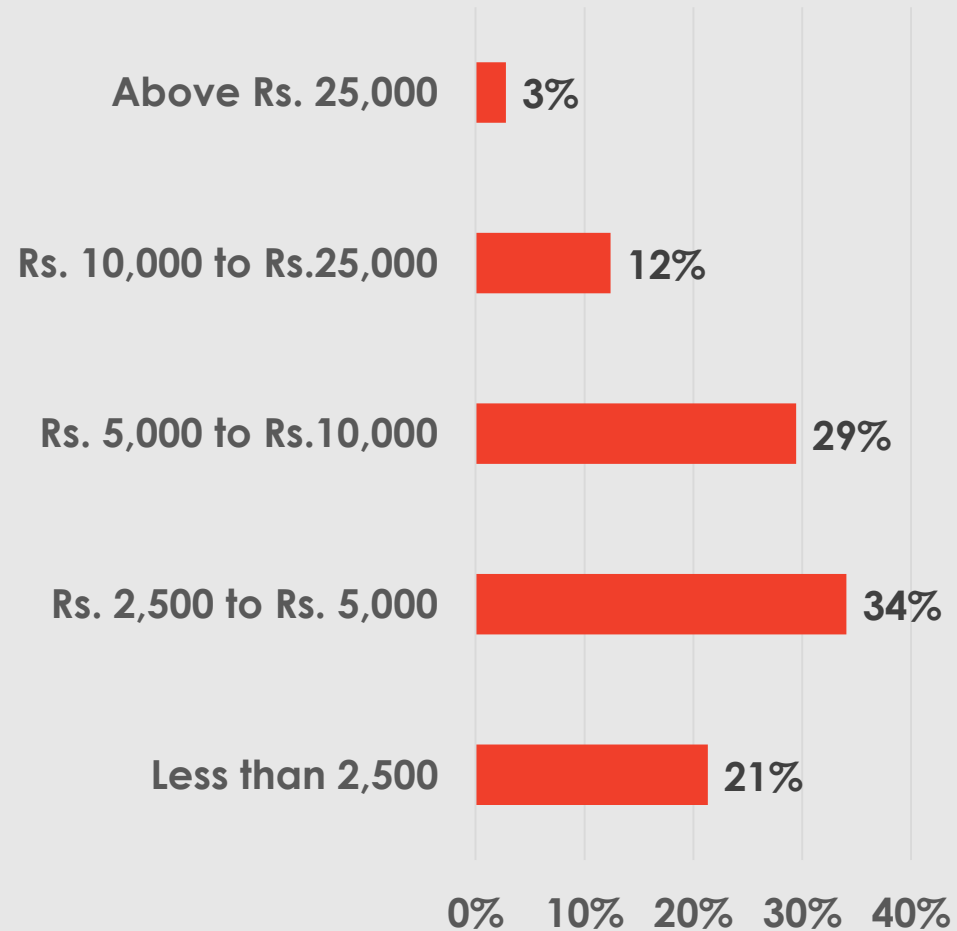 Above Rs. 25,000 3%
Rs. 10,000 to Rs.25,000 12%
Rs. 5,000 to Rs.10,000 29%
Rs. 2,500 to Rs. 5,000 34%
Less than 2,500 21%
0% 10% 20% 30% 40%